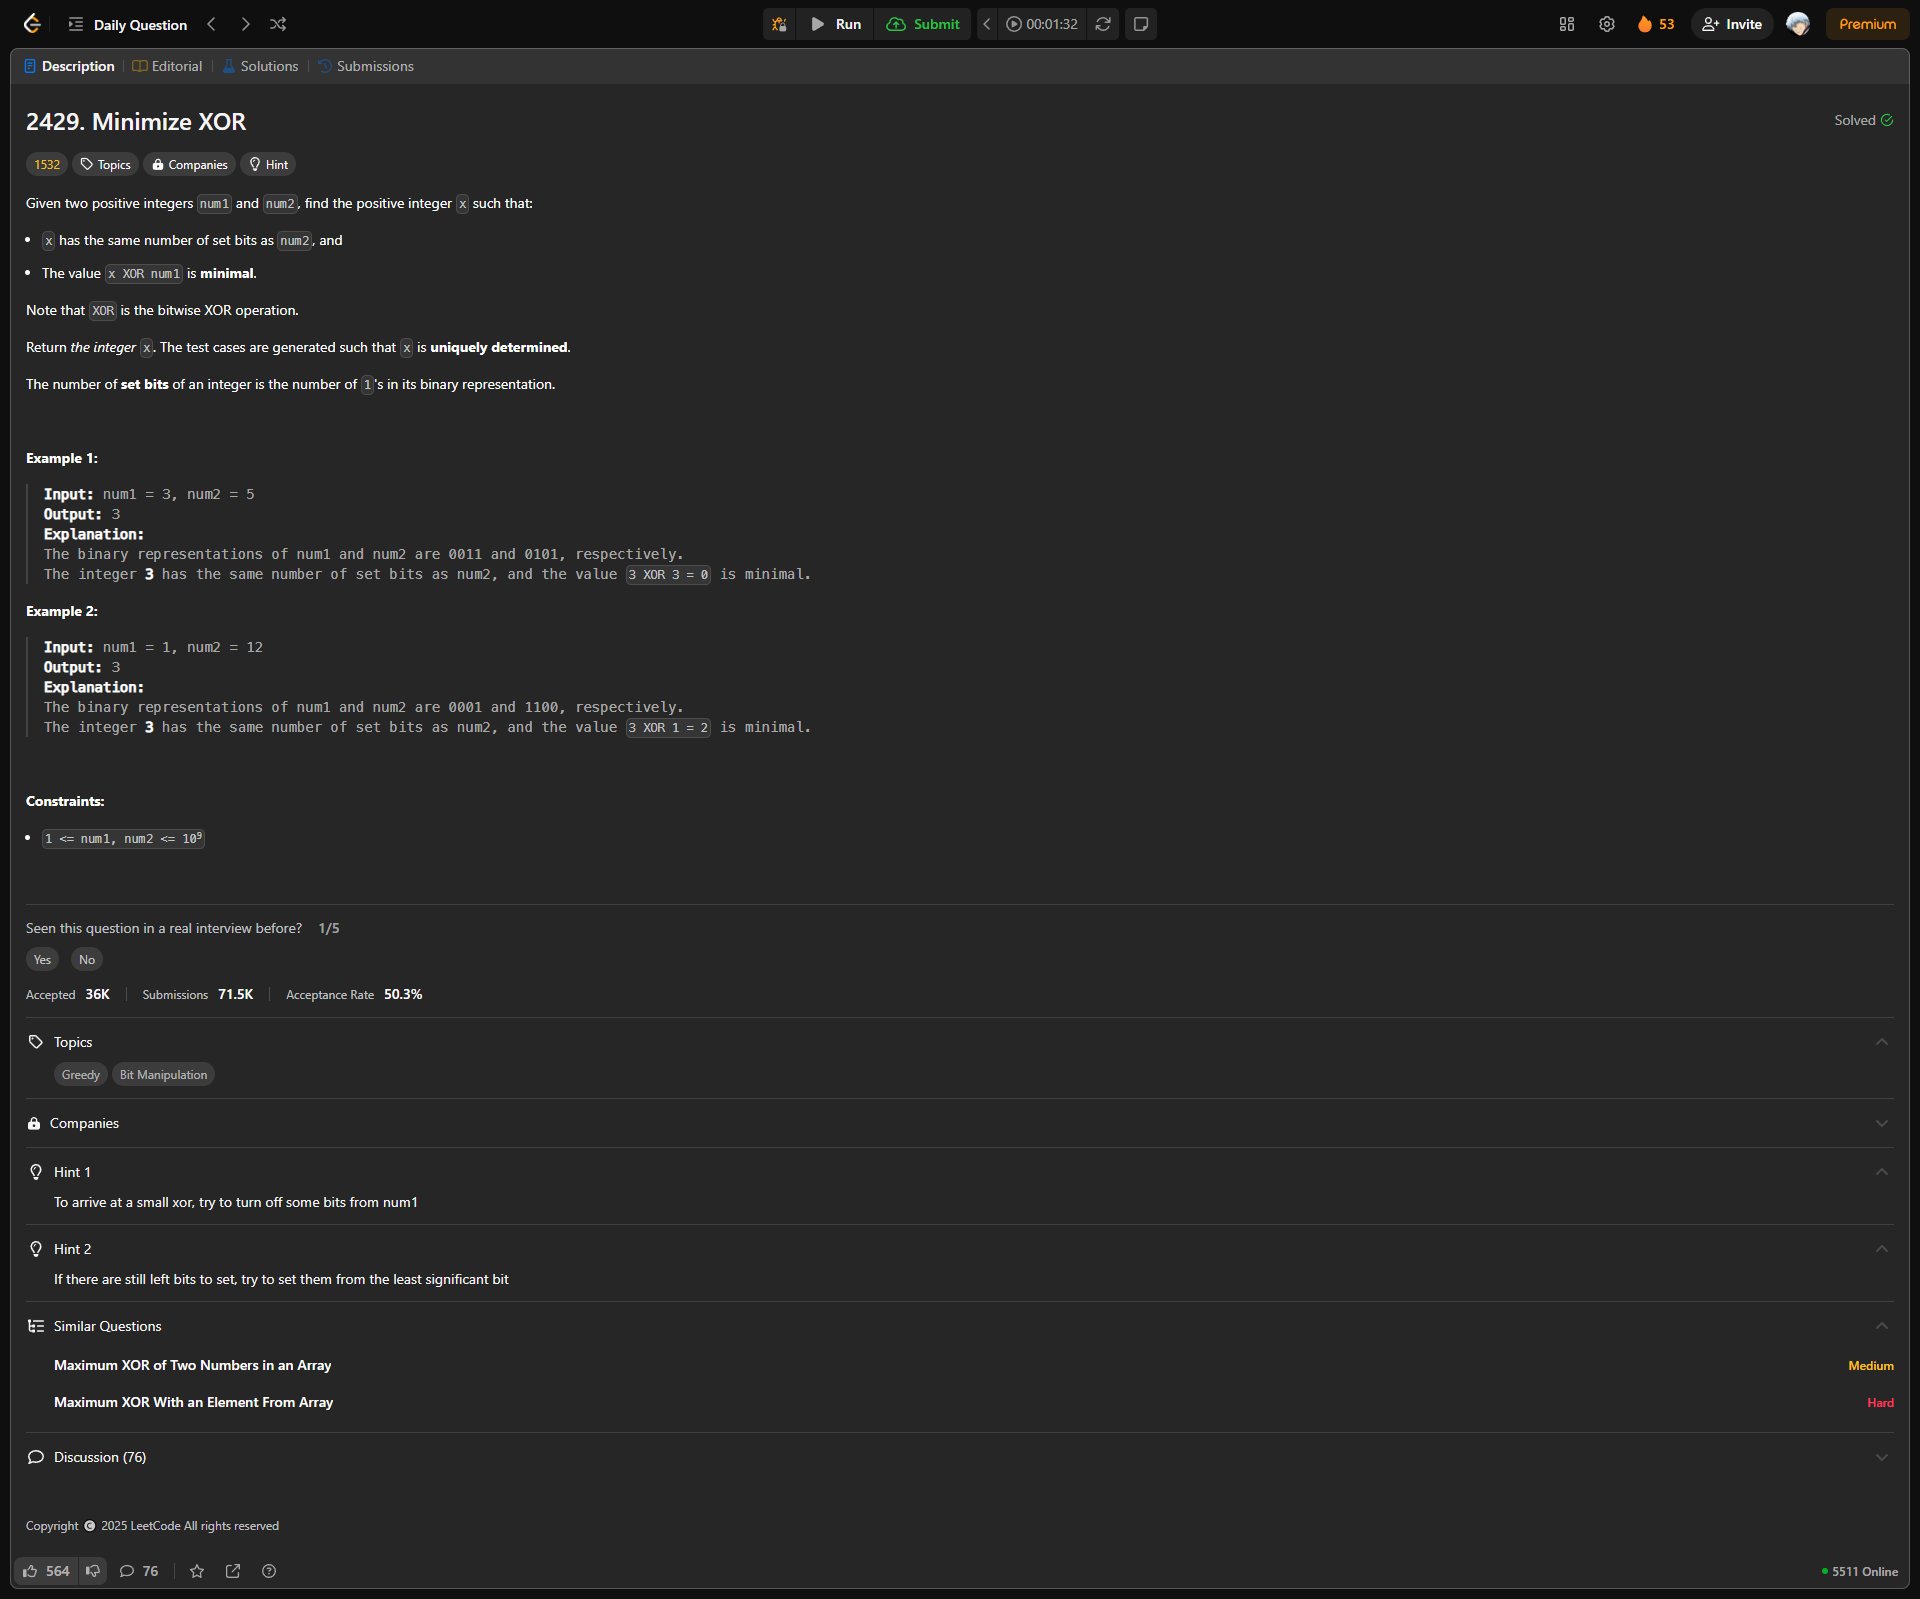 Daily Question
Run
Submit
00:01:32
53
Invite
Premium
Description
Editorial
Solutions
Submissions
2429. Minimize XOR
Solved
1532
Topics
Companies
Hint
Given two positive integers num1 and num2, find the positive integer x such that:
x has the same number of set bits as num2, and
The value x XOR num1 is minimal.
Note that XOR is the bitwise XOR operation.
Return the integer x. The test cases are generated such that x is uniquely determined.
The number of set bits of an integer is the number of 1's in its binary representation.
Example 1:
Input: num1 = 3, num2 = 5
Output: 3
Explanation:
The binary representations of num1 and num2 are 0011 and 0101, respectively.
The integer 3 has the same number of set bits as num2, and the value 3 XOR 3 = 0 is minimal.
Example 2:
Input: num1 = 1, num2 = 12
Output: 3
Explanation:
The binary representations of num1 and num2 are 0001 and 1100, respectively.
The integer 3 has the same number of set bits as num2, and the value 3 XOR 1 = 2 is minimal.
Constraints:
1 <= num1, num2 <= 10⁹
Seen this question in a real interview before? 1/5
Yes No
Accepted 36K Submissions 71.5K Acceptance Rate 50.3%
Topics
Greedy Bit Manipulation
Companies
Hint 1
To arrive at a small xor, try to turn off some bits from num1
Hint 2
If there are still left bits to set, try to set them from the least significant bit
Similar Questions
Maximum XOR of Two Numbers in an Array Medium
Maximum XOR With an Element From Array Hard
Discussion (76)
Copyright © 2025 LeetCode All rights reserved
564 76 5511 Online